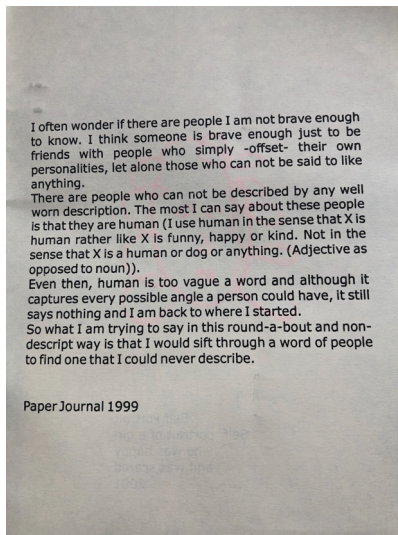 I often wonder if there are people I am not brave enough
to know. I think someone is brave enough just to be
friends with people who simply -offset- their own
personalities, let alone those who can not be said to like
anything.
There are people who can not be described by any well
worn description. The most I can say about these people
is that they are human (I use human in the sense that X is
human rather like X is funny, happy or kind. Not in the
sense that X is a human or dog or anything. (Adjective as
opposed to noun)).
Even then, human is too vague a word and although it
captures every possible angle a person could have, it still
says nothing and I am back to where I started.
So what I am trying to say in this round-a-bout and non-
descript way is that I would sift through a word of people
to find one that I could never describe.
Paper Journal 1999